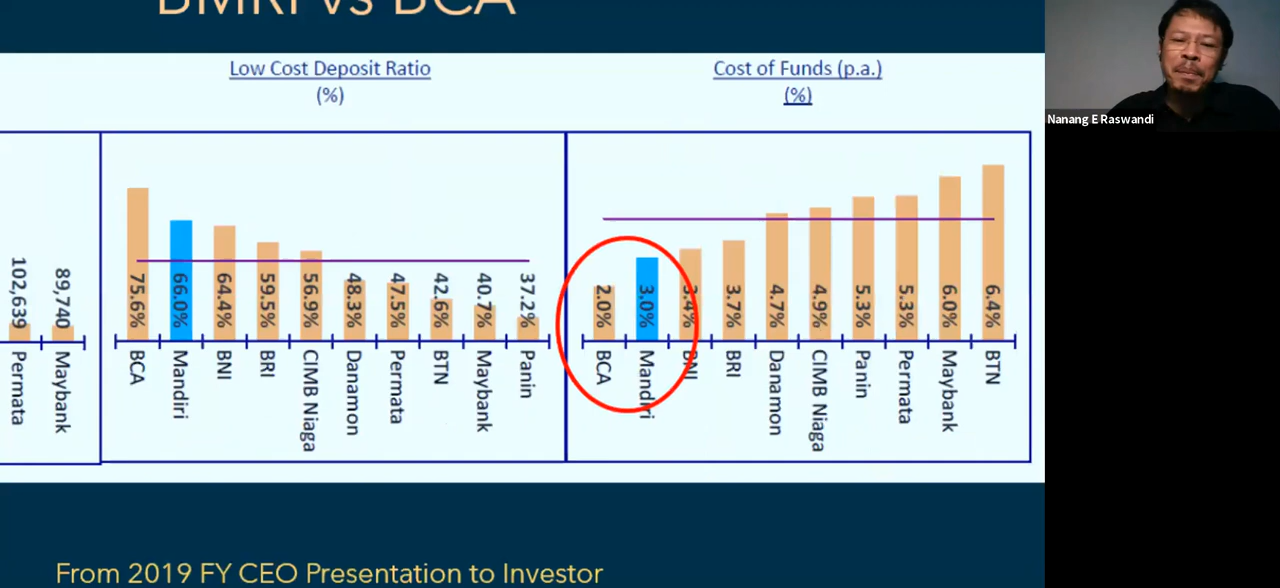 BMRI vs BCA
Low Cost Deposit Ratio
(%)
Cost of Funds (p.a.)
(%)
Nanang E Raswandi
102,639
89,740
Permata
Maybank
75.6%
66.0%
64.4%
59.5%
56.9%
48.3%
47.5%
42.6%
40.7%
37.2%
BCA
Mandiri
BNI
BRI
CIMB Niaga
Danamon
Permata
BTN
Maybank
Panin
2.0%
3.0%
3.4%
3.7%
4.7%
4.9%
5.3%
5.3%
6.0%
6.4%
BCA
Mandiri
BNI
BRI
Danamon
CIMB Niaga
Panin
Permata
Maybank
BTN
From 2019 FY CEO Presentation to Investor